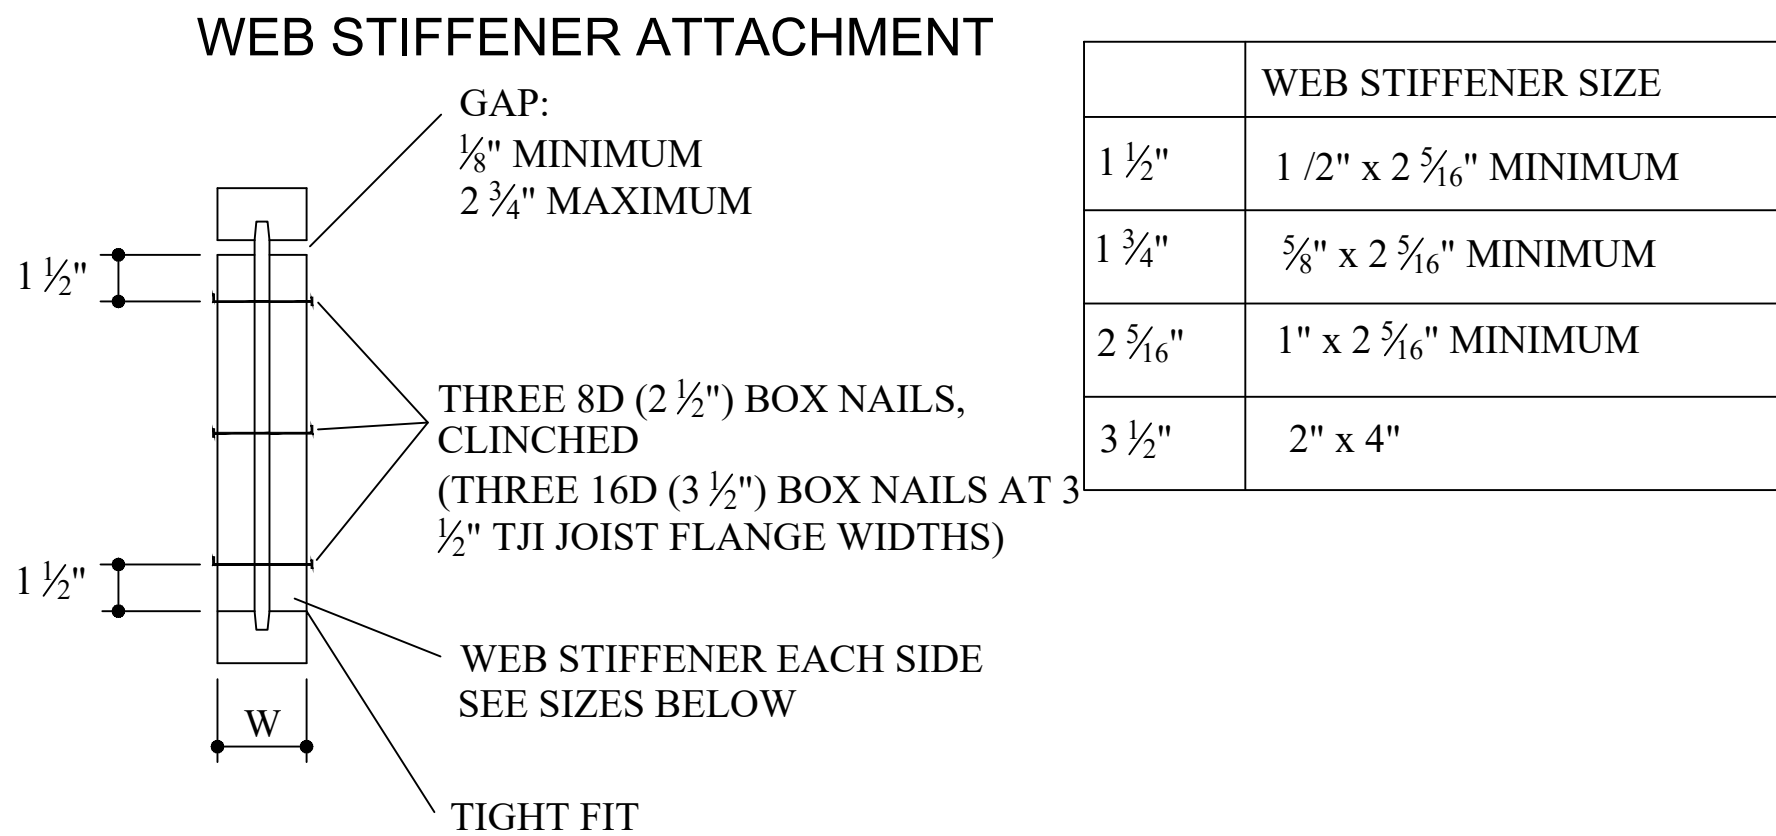 WEB STIFFENER ATTACHMENT
GAP:
⅛" MINIMUM
2 ¾" MAXIMUM
1 ½"
THREE 8D (2 ½") BOX NAILS,
CLINCHED
(THREE 16D (3 ½") BOX NAILS AT 3
½" TJI JOIST FLANGE WIDTHS)
1 ½"
WEB STIFFENER EACH SIDE
SEE SIZES BELOW
W
TIGHT FIT
WEB STIFFENER SIZE
1 ½" 1 /2" x 2 5⁄16" MINIMUM
1 ¾" ⅝" x 2 5⁄16" MINIMUM
2 5⁄16" 1" x 2 5⁄16" MINIMUM
3 ½" 2" x 4"